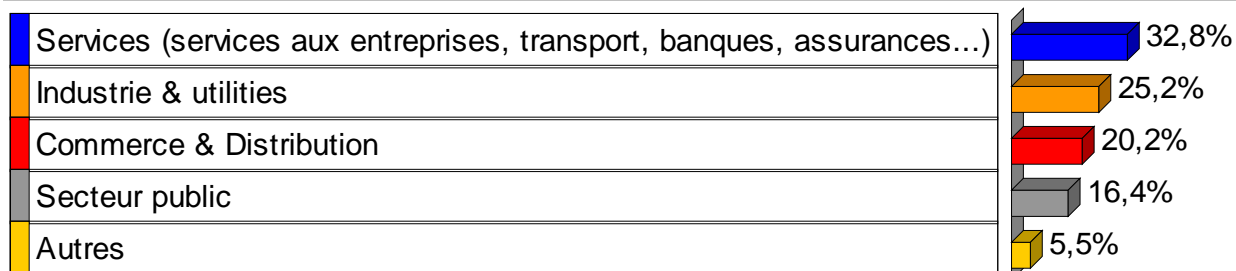 Services (services aux entreprises, transport, banques, assurances...) 32,8%
Industrie & utilities 25,2%
Commerce & Distribution 20,2%
Secteur public 16,4%
Autres 5,5%